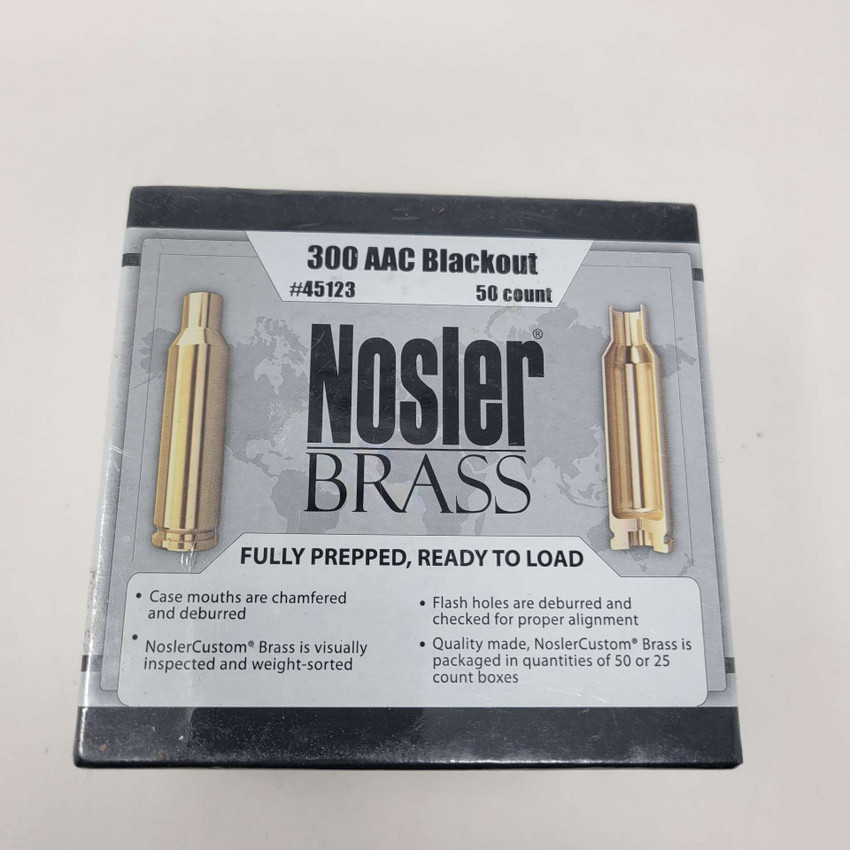 300 AAC Blackout
#45123 50 count
Nosler®
BRASS
FULLY PREPPED, READY TO LOAD
• Case mouths are chamfered
and deburred
• NoslerCustom® Brass is visually
inspected and weight-sorted
• Flash holes are deburred and
checked for proper alignment
• Quality made, NoslerCustom® Brass is
packaged in quantities of 50 or 25
count boxes